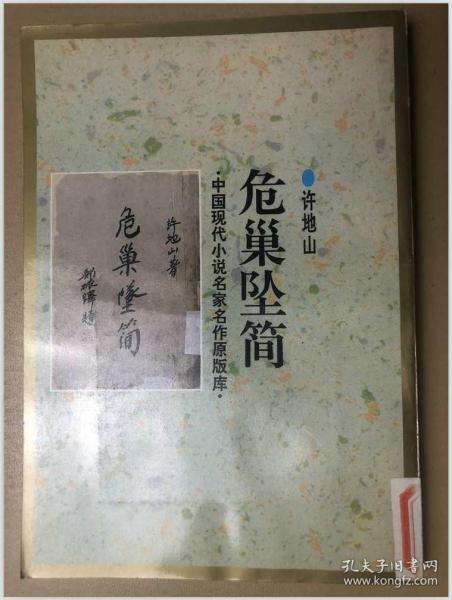 许地山
危巢坠简
·中国现代小说名家名作原版库·
许地山著
危巢墜简
孔夫子旧书网
www.kongfz.com